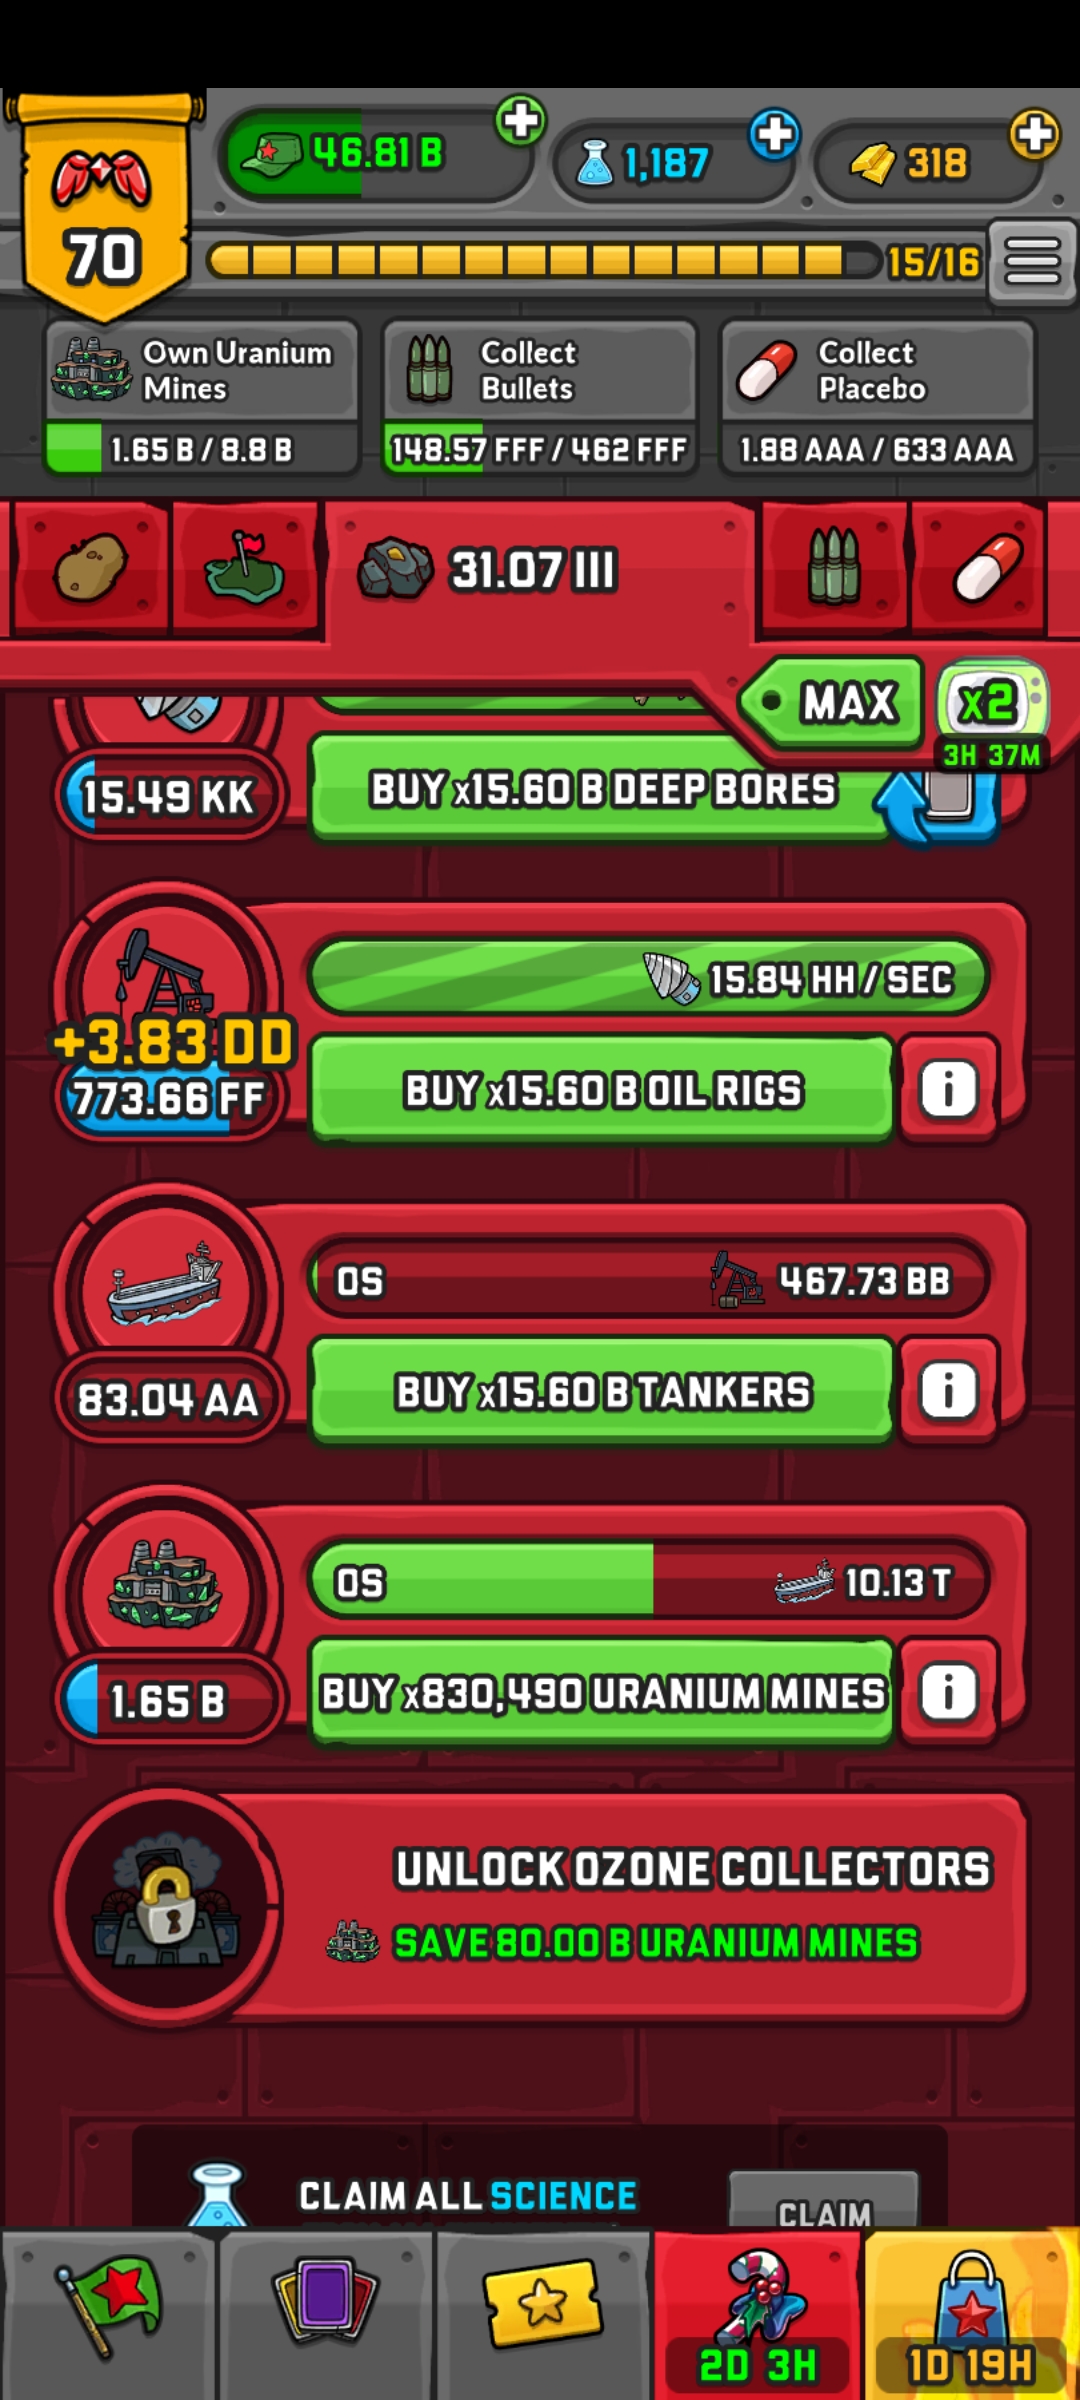 46.81 B
1,187
318
70
15/16
Own Uranium Mines
1.65 B / 8.8 B
Collect Bullets
148.57 FFF / 462 FFF
Collect Placebo
1.88 AAA / 633 AAA
31.07 III
MAX
x2
3H 37M
15.49 KK
BUY x15.60 B DEEP BORES
15.84 HH / SEC
+3.83 DD
773.66 FF
BUY x15.60 B OIL RIGS
i
0S
467.73 BB
83.04 AA
BUY x15.60 B TANKERS
i
0S
10.13 T
1.65 B
BUY x830,490 URANIUM MINES
i
UNLOCK OZONE COLLECTORS
SAVE 80.00 B URANIUM MINES
CLAIM ALL SCIENCE
CLAIM
2D 3H
1D 19H